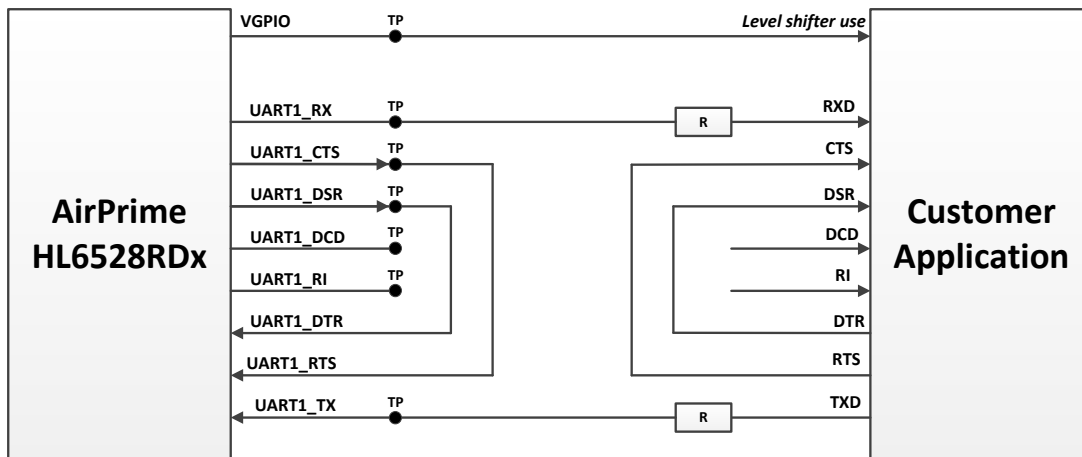 VGPIO
TP
Level shifter use
UART1_RX
TP
R
RXD
UART1_CTS
TP
CTS
UART1_DSR
TP
DSR
AirPrime
HL6528RDx
UART1_DCD
TP
DCD
Customer
Application
UART1_RI
TP
RI
UART1_DTR
DTR
UART1_RTS
RTS
UART1_TX
TP
R
TXD